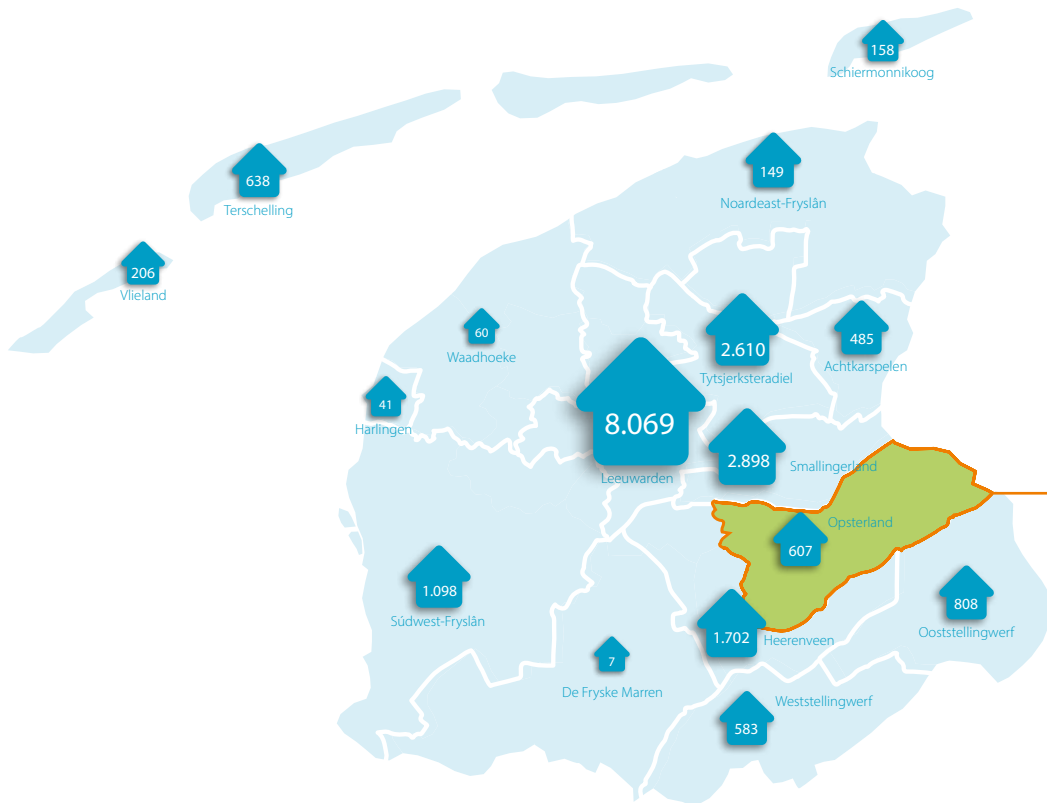 158
Schiermonnikoog
638
Terschelling
149
Noardeast-Fryslân
206
Vlieland
60
Waadhoeke
2.610
Tytsjerksteradiel
485
Achtkarspelen
41
Harlingen
8.069
Leeuwarden
2.898
Smallingerland
607
Opsterland
1.098
Súdwest-Fryslân
808
Ooststellingwerf
1.702
Heerenveen
7
De Fryske Marren
583
Weststellingwerf